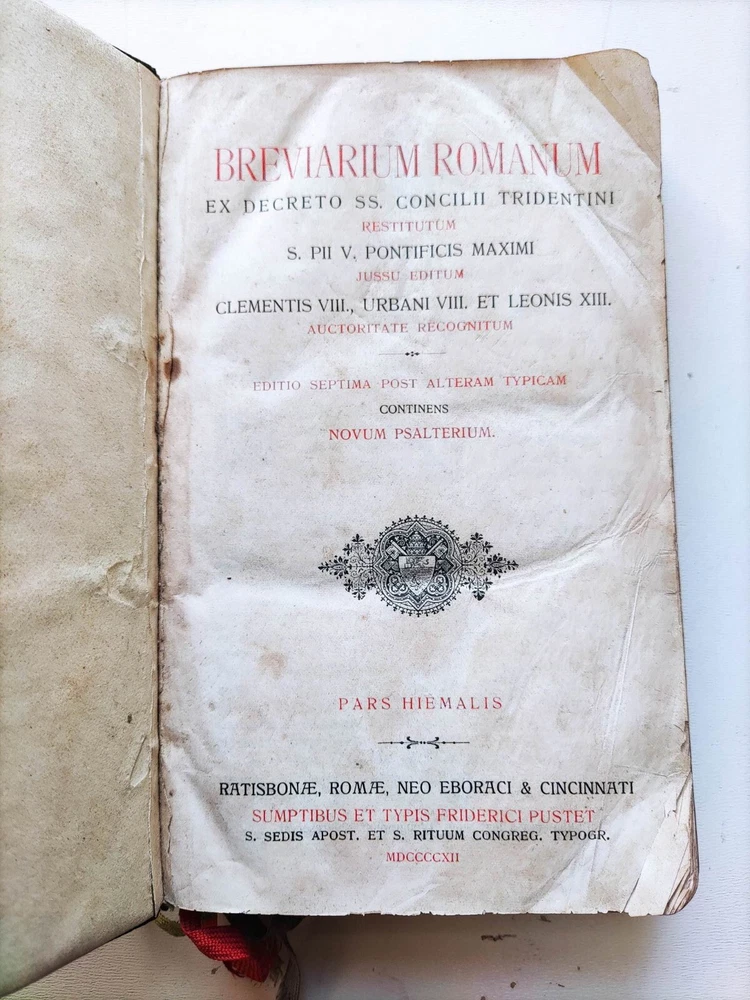 BREVIARIUM ROMANUM
EX DECRETO SS. CONCILII TRIDENTINI
RESTITUTUM
S. PII V. PONTIFICIS MAXIMI
JUSSU EDITUM
CLEMENTIS VIII., URBANI VIII. ET LEONIS XIII.
AUCTORITATE RECOGNITUM
EDITIO SEPTIMA POST ALTERAM TYPICAM
CONTINENS
NOVUM PSALTERIUM.
PARS HIEMALIS
RATISBONÆ, ROMÆ, NEO EBORACI & CINCINNATI
SUMPTIBUS ET TYPIS FRIDERICI PUSTET
S. SEDIS APOST. ET S. RITUUM CONGREG. TYPOGR.
MDCCCCXII